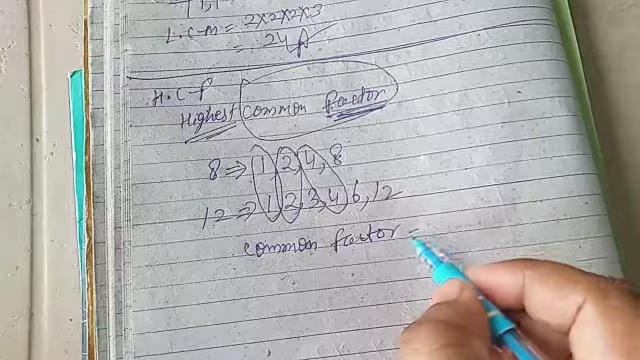 L.C-M = 2×2×2×3
= 24
H.C-F
Highest common factor
8 ⇒ 1, 2, 4, 8
12 ⇒ 1, 2, 3, 4, 6, 12
common factor =